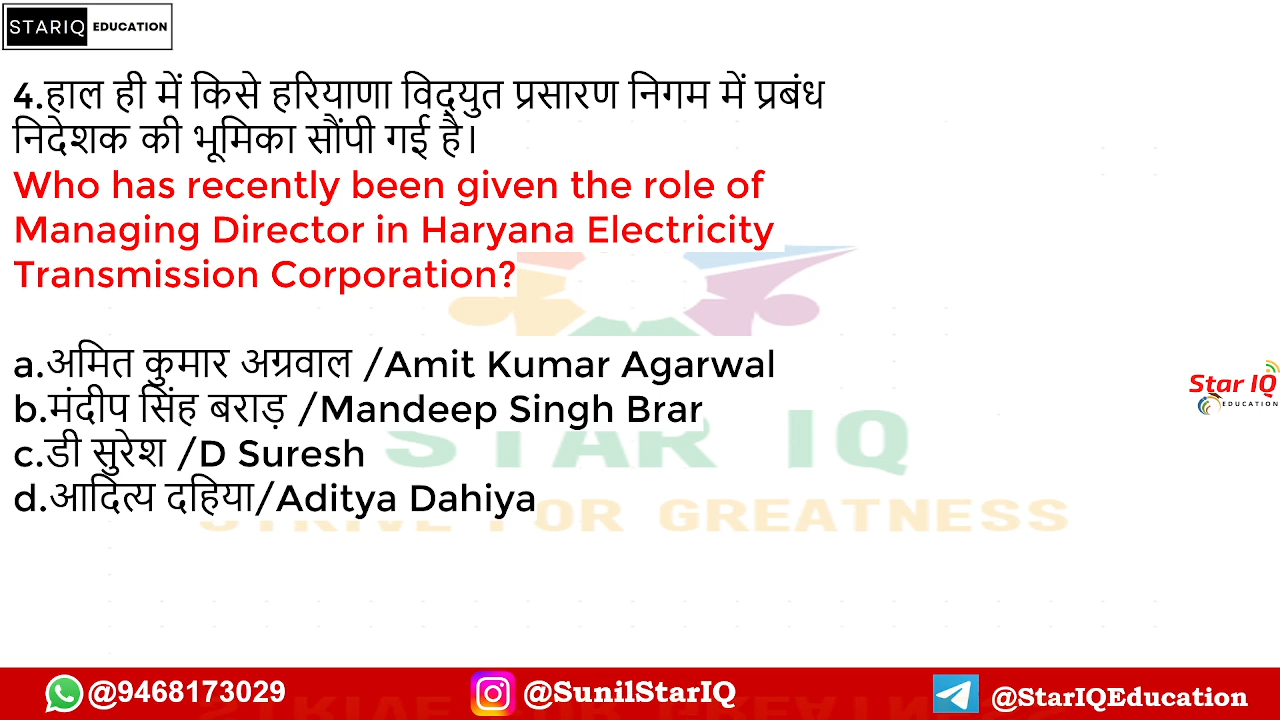 STARIQ EDUCATION
4.हाल ही में किसे हरियाणा विद्युत प्रसारण निगम में प्रबंध
निदेशक की भूमिका सौंपी गई है।
Who has recently been given the role of
Managing Director in Haryana Electricity
Transmission Corporation?
a.अमित कुमार अग्रवाल /Amit Kumar Agarwal
b.मंदीप सिंह बराड़ /Mandeep Singh Brar
c.डी सुरेश /D Suresh
d.आदित्य दहिया/Aditya Dahiya
Star IQ
EDUCATION
STAR IQ
STRIVE FOR GREATNESS
@9468173029 @SunilStarIQ @StarIQEducation